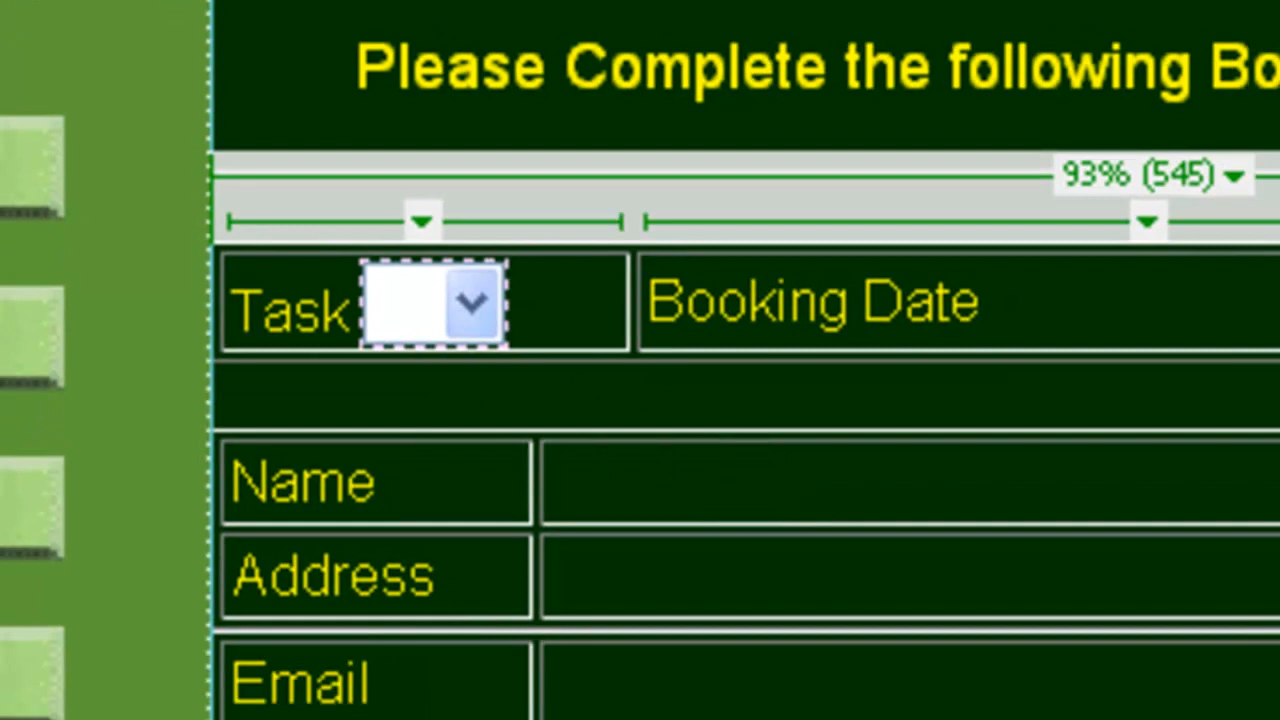 Please Complete the following Bo
93% (545)
Task
Booking Date
Name
Address
Email